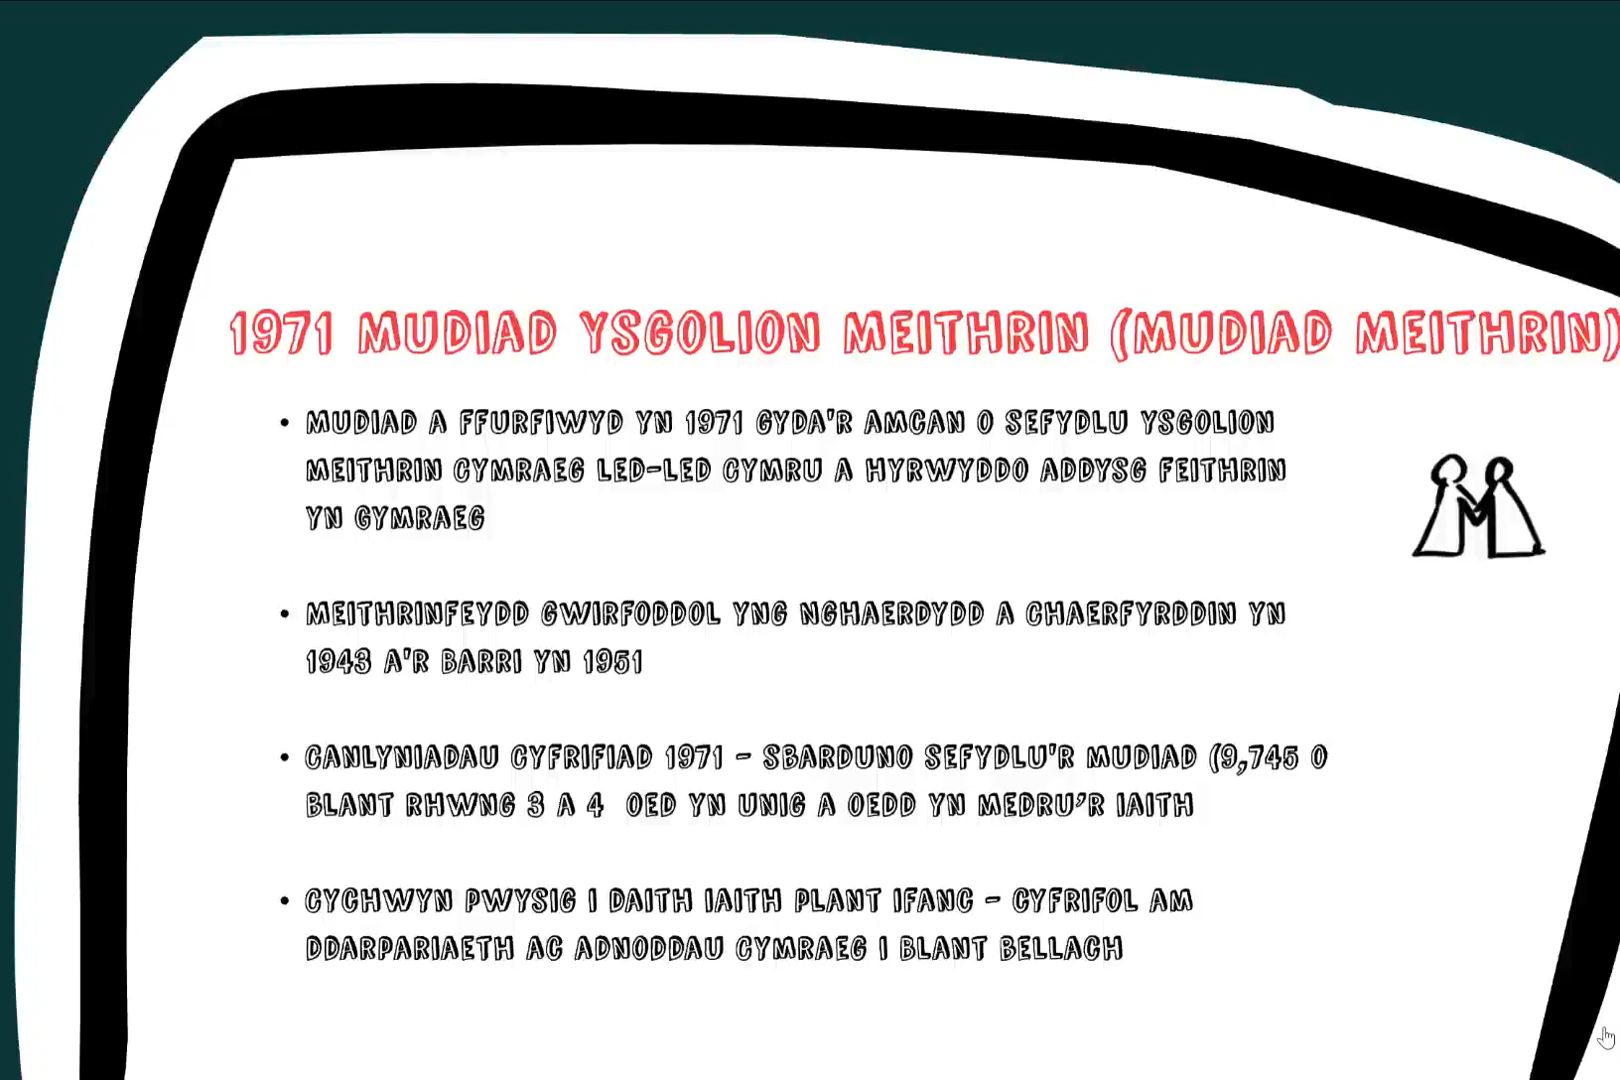 1971 MUDIAD YSGOLION MEITHRIN (MUDIAD MEITHRIN)
• MUDIAD A FFURFIWYD YN 1971 GYDA'R AMCAN O SEFYDLU YSGOLION
MEITHRIN CYMRAEG LED-LED CYMRU A HYRWYDDO ADDYSG FEITHRIN
YN GYMRAEG
• MEITHRINFEYDD GWIRFODDOL YNG NGHAERDYDD A CHAERFYRDDIN YN
1943 A'R BARRI YN 1951
• CANLYNIADAU CYFRIFIAD 1971 - SBARDUNO SEFYDLU'R MUDIAD (9,745 O
BLANT RHWNG 3 A 4 OED YN UNIG A OEDD YN MEDRU’R IAITH
• CYCHWYN PWYSIG I DAITH IAITH PLANT IFANC - CYFRIFOL AM
DDARPARIAETH AC ADNODDAU CYMRAEG I BLANT BELLACH